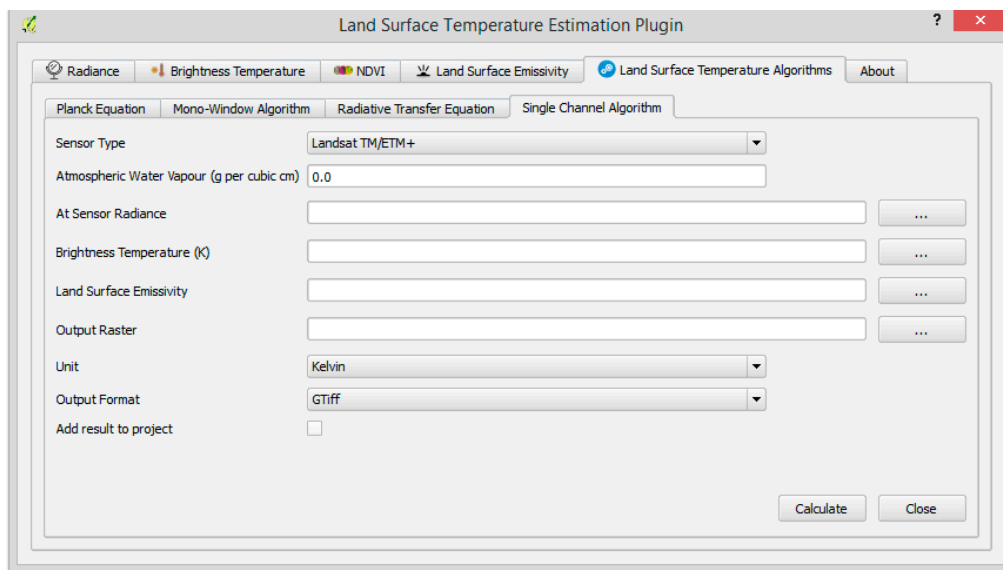 Land Surface Temperature Estimation Plugin ? ×
Radiance Brightness Temperature NDVI Land Surface Emissivity Land Surface Temperature Algorithms About
Planck Equation Mono-Window Algorithm Radiative Transfer Equation Single Channel Algorithm
Sensor Type Landsat TM/ETM+
Atmospheric Water Vapour (g per cubic cm) 0.0
At Sensor Radiance ...
Brightness Temperature (K) ...
Land Surface Emissivity ...
Output Raster ...
Unit Kelvin
Output Format GTiff
Add result to project
Calculate Close